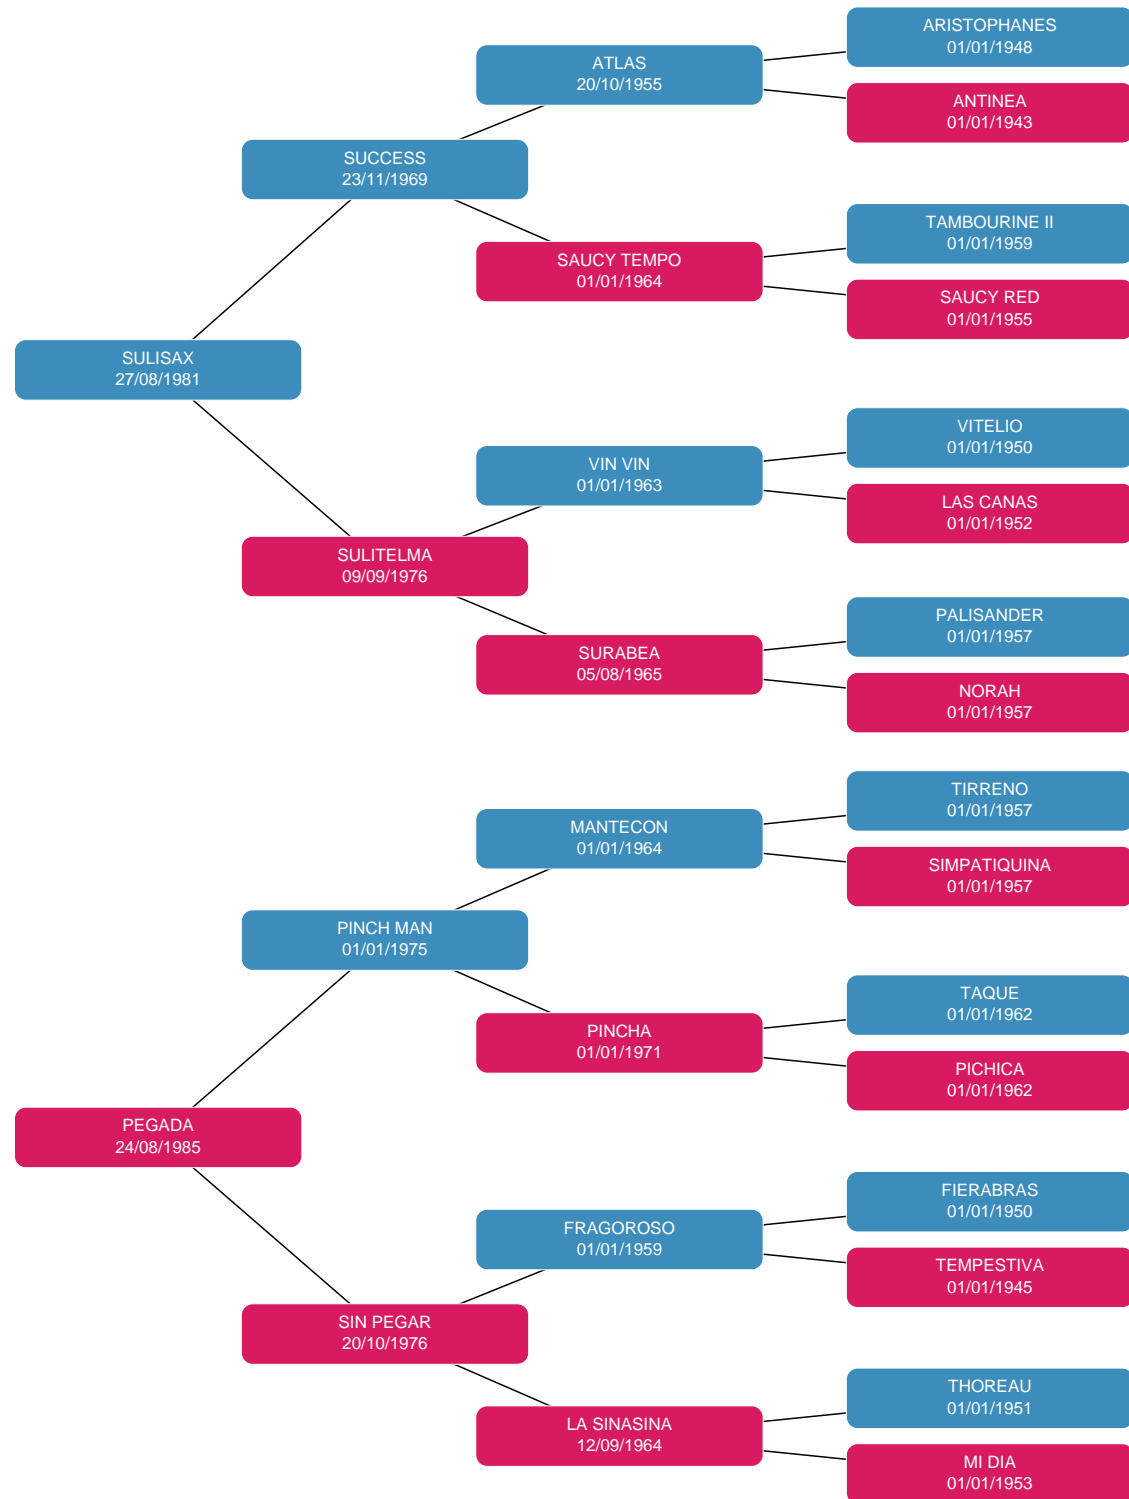 ARISTOPHANES
01/01/1948
ATLAS
20/10/1955
ANTINEA
01/01/1943
SUCCESS
23/11/1969
TAMBOURINE II
01/01/1959
SAUCY TEMPO
01/01/1964
SAUCY RED
01/01/1955
SULISAX
27/08/1981
VITELIO
01/01/1950
VIN VIN
01/01/1963
LAS CANAS
01/01/1952
SULITELMA
09/09/1976
PALISANDER
01/01/1957
SURABEA
05/08/1965
NORAH
01/01/1957
TIRRENO
01/01/1957
MANTECON
01/01/1964
SIMPATIQUINA
01/01/1957
PINCH MAN
01/01/1975
TAQUE
01/01/1962
PINCHA
01/01/1971
PICHICA
01/01/1962
PEGADA
24/08/1985
FIERABRAS
01/01/1950
FRAGOROSO
01/01/1959
TEMPESTIVA
01/01/1945
SIN PEGAR
20/10/1976
THOREAU
01/01/1951
LA SINASINA
12/09/1964
MI DIA
01/01/1953